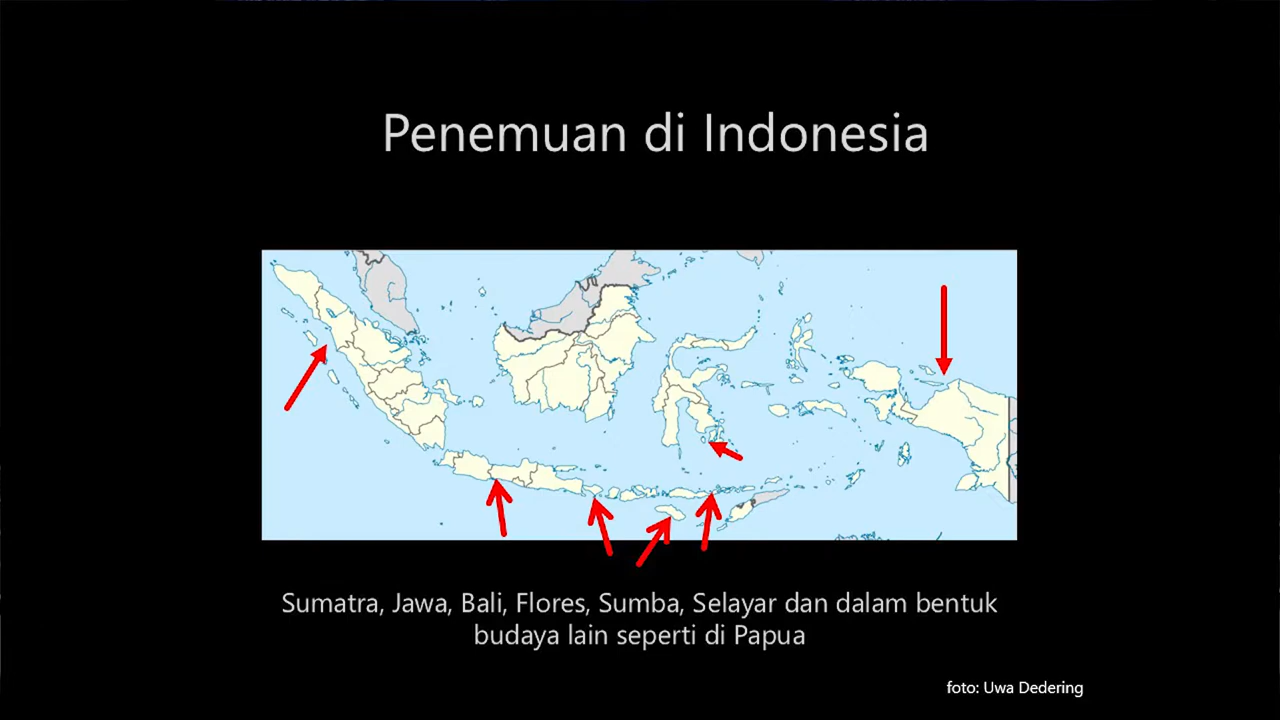 Penemuan di Indonesia
Sumatra, Jawa, Bali, Flores, Sumba, Selayar dan dalam bentuk
budaya lain seperti di Papua
foto: Uwa Dedering